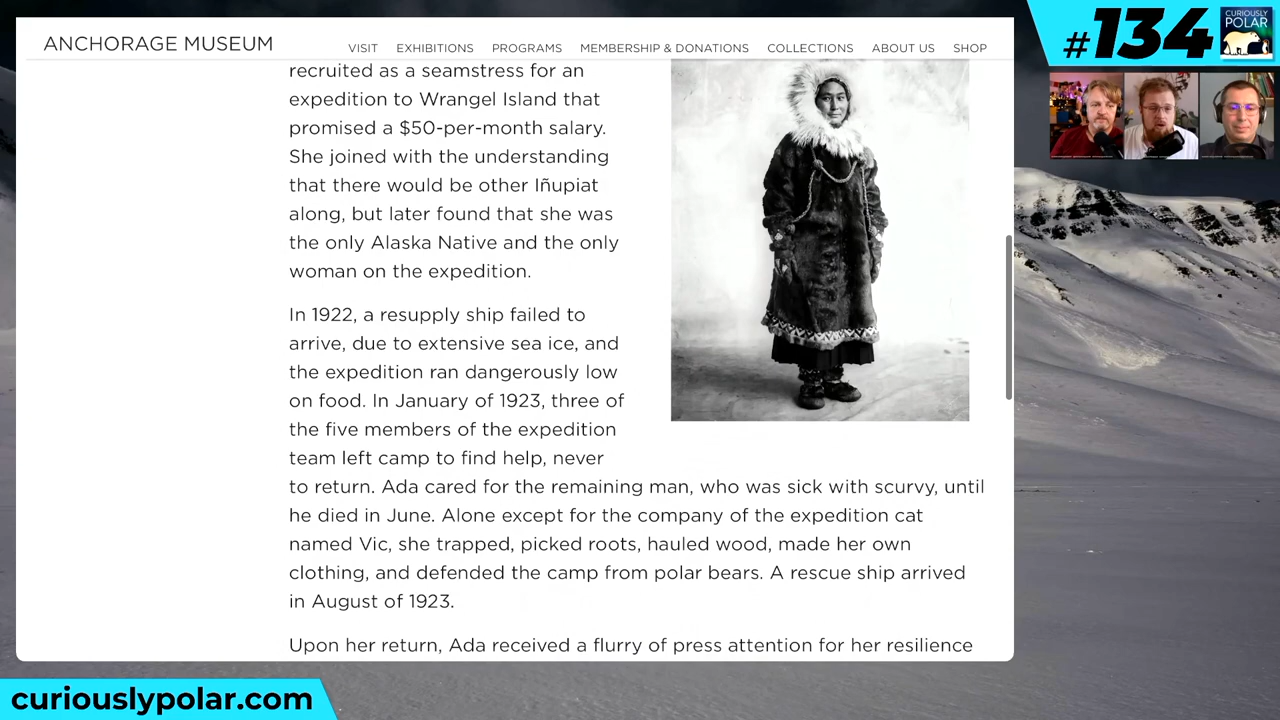 ANCHORAGE MUSEUM
VISIT EXHIBITIONS PROGRAMS MEMBERSHIP & DONATIONS COLLECTIONS ABOUT US SHOP
#134
CURIOUSLY
POLAR
recruited as a seamstress for an
expedition to Wrangel Island that
promised a $50-per-month salary.
She joined with the understanding
that there would be other Iñupiat
along, but later found that she was
the only Alaska Native and the only
woman on the expedition.
In 1922, a resupply ship failed to
arrive, due to extensive sea ice, and
the expedition ran dangerously low
on food. In January of 1923, three of
the five members of the expedition
team left camp to find help, never
to return. Ada cared for the remaining man, who was sick with scurvy, until
he died in June. Alone except for the company of the expedition cat
named Vic, she trapped, picked roots, hauled wood, made her own
clothing, and defended the camp from polar bears. A rescue ship arrived
in August of 1923.
Upon her return, Ada received a flurry of press attention for her resilience
curiouslypolar.com